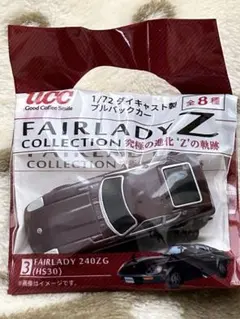 UCC
Good Coffee Smile
1/72 ダイキャスト製
プルバックカー
全8種
FAIRLADY Z
COLLECTION 究極の進化"Z"の軌跡
3 FAIRLADY 240ZG
(HS30)
※画像はイメージです。